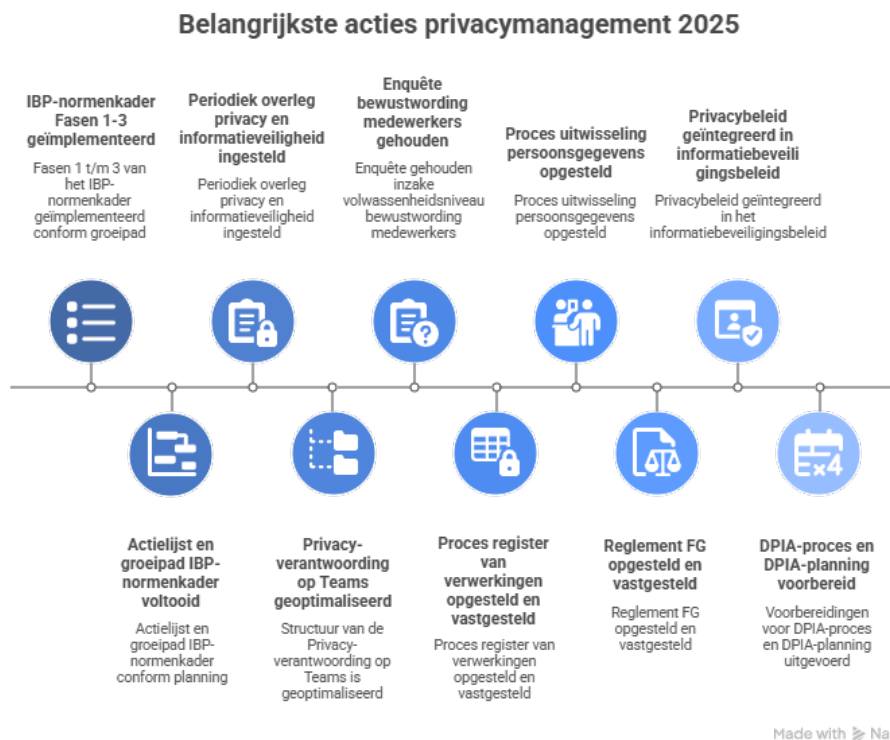 Belangrijkste acties privacymanagement 2025
IBP-normenkader
Fasen 1-3
geïmplementeerd
Fasen 1 t/m 3 van
het IBP-
normenkader
geïmplementeerd
conform groeipad
Periodiek overleg
privacy en
informatieveiligheid
ingesteld
Periodiek overleg
privacy en
informatieveiligheid
ingesteld
Enquête
bewustwording
medewerkers
gehouden
Enquête gehouden
inzake
volwassenheidsniveau
bewustwording
medewerkers
Proces uitwisseling
persoonsgegevens
opgesteld
Proces uitwisseling
persoonsgegevens
opgesteld
Privacybeleid
geïntegreerd in
informatiebeveili
gingsbeleid
Privacybeleid geïntegreerd
in het
informatiebeveiligingsbeleid
?
x4
Actielijst en
groeipad IBP-
normenkader
voltooid
Actielijst en
groeipad IBP-
normenkader
conform planning
Privacy-
verantwoording
op Teams
geoptimaliseerd
Structuur van de
Privacy-
verantwoording op
Teams is
geoptimaliseerd
Proces register
van
verwerkingen
opgesteld en
vastgesteld
Proces register van
verwerkingen
opgesteld en
vastgesteld
Reglement FG
opgesteld en
vastgesteld
Reglement FG
opgesteld en
vastgesteld
DPIA-proces en
DPIA-planning
voorbereid
Voorbereidingen
voor DPIA-proces
en DPIA-planning
uitgevoerd
Made with Na